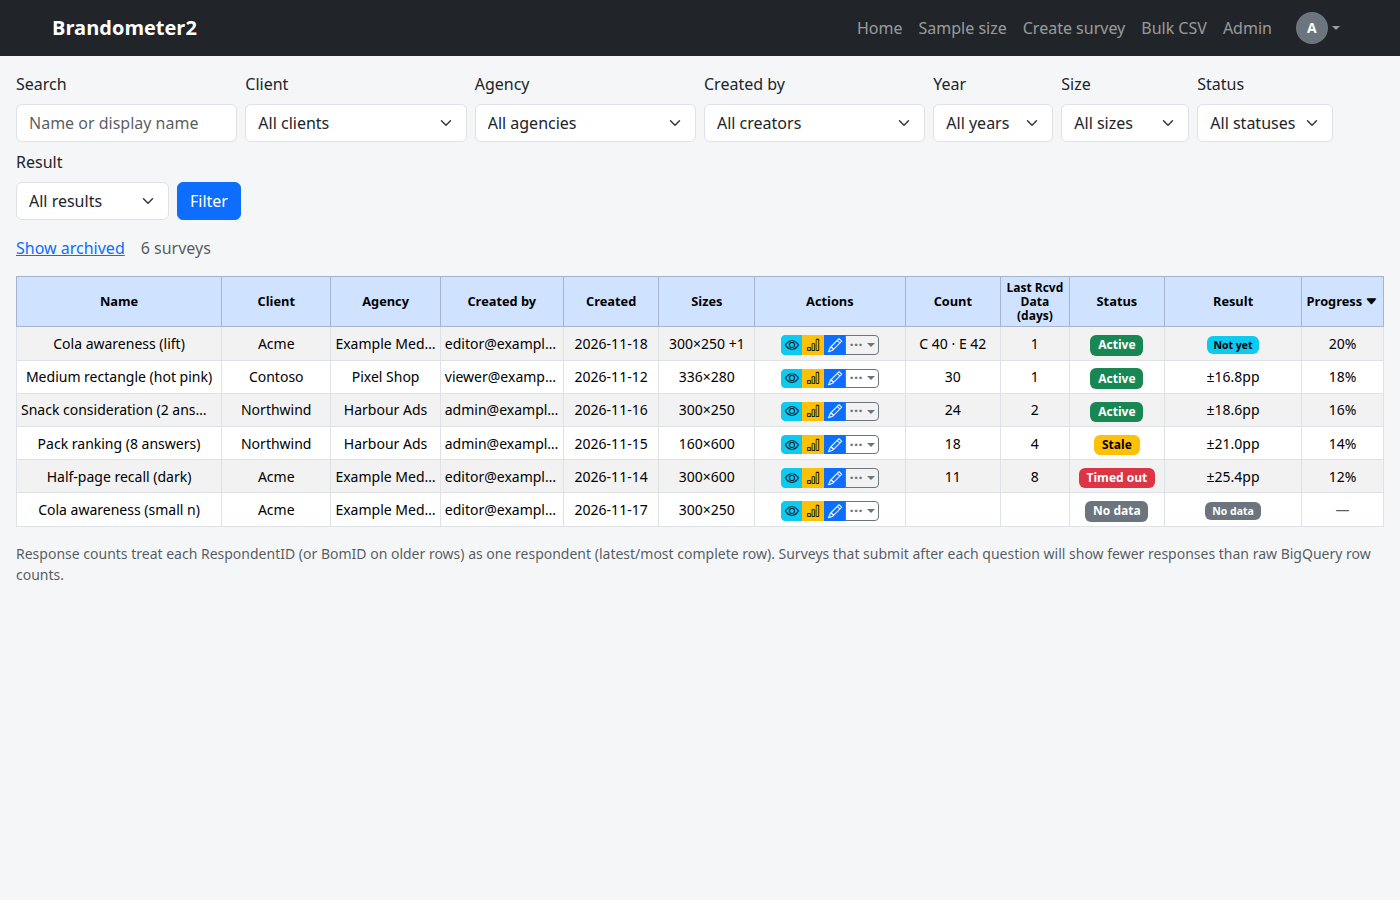 Brandometer2
Home Sample size Create survey Bulk CSV Admin A
Search Client Agency Created by Year Size Status
Name or display name All clients All agencies All creators All years All sizes All statuses
Result
All results Filter
Show archived 6 surveys
Name Client Agency Created by Created Sizes Actions Count Last Rcvd Data (days) Status Result Progress
Cola awareness (lift) Acme Example Med... editor@exampl... 2026-11-18 300×250 +1 C 40 · E 42 1 Active Not yet 20%
Medium rectangle (hot pink) Contoso Pixel Shop viewer@examp... 2026-11-12 336×280 30 1 Active ±16.8pp 18%
Snack consideration (2 ans... Northwind Harbour Ads admin@exampl... 2026-11-16 300×250 24 2 Active ±18.6pp 16%
Pack ranking (8 answers) Northwind Harbour Ads admin@exampl... 2026-11-15 160×600 18 4 Stale ±21.0pp 14%
Half-page recall (dark) Acme Example Med... editor@exampl... 2026-11-14 300×600 11 8 Timed out ±25.4pp 12%
Cola awareness (small n) Acme Example Med... editor@exampl... 2026-11-17 300×250 No data No data —
Response counts treat each RespondentID (or BomID on older rows) as one respondent (latest/most complete row). Surveys that submit after each question will show fewer responses than raw BigQuery row
counts.